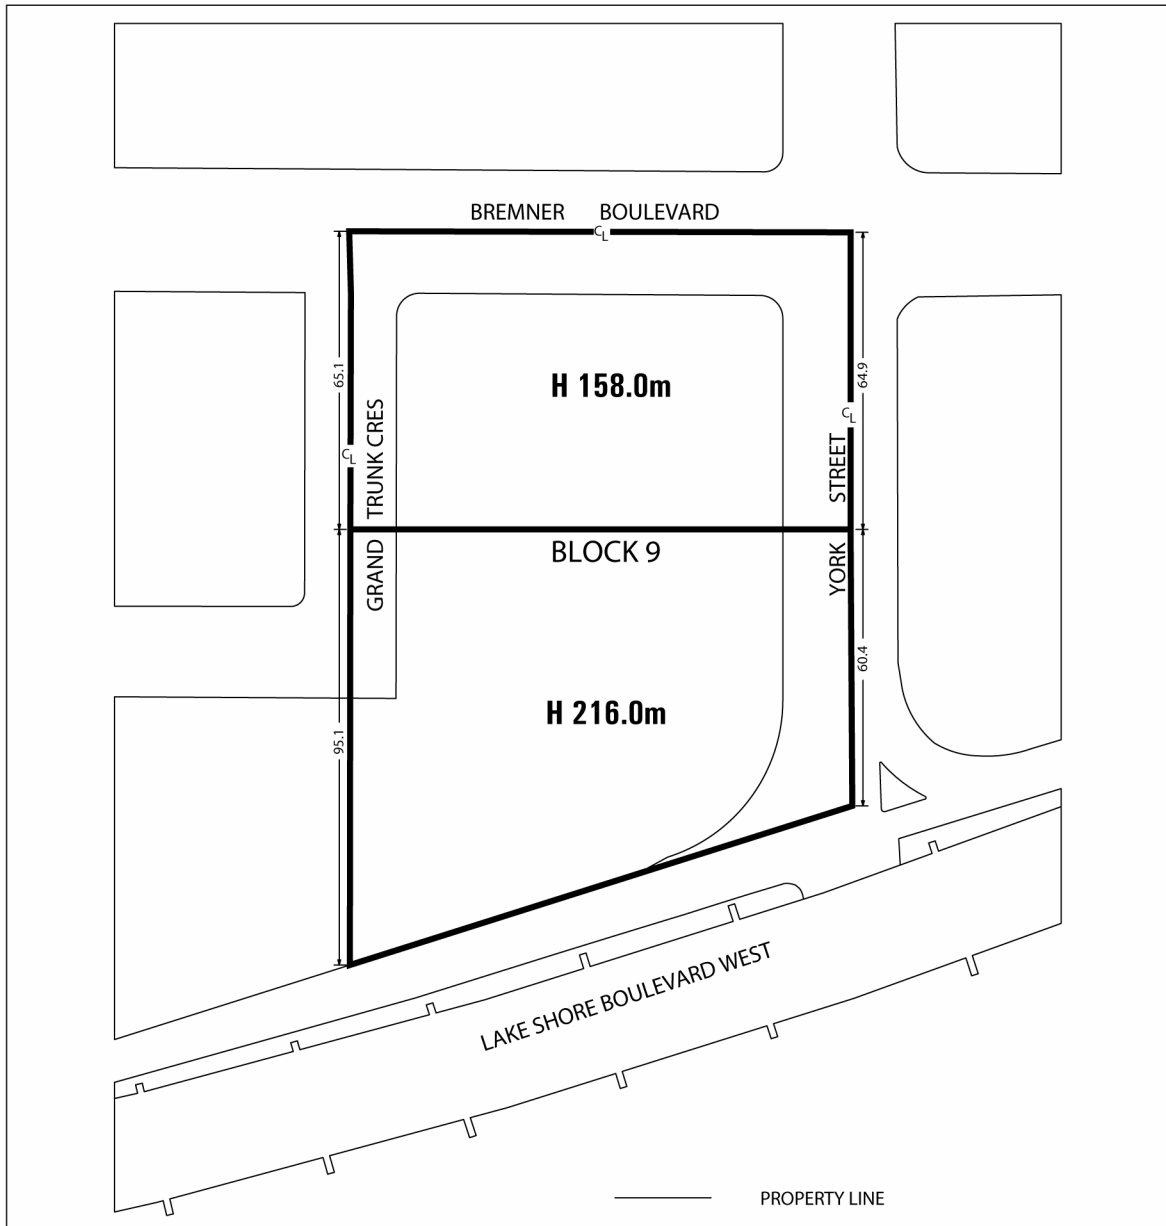 BREMNER BOULEVARD
CL
65.1
H 158.0m
64.9
CL
CL
GRAND TRUNK CRES
YORK STREET
BLOCK 9
60.4
H 216.0m
95.1
LAKE SHORE BOULEVARD WEST
PROPERTY LINE